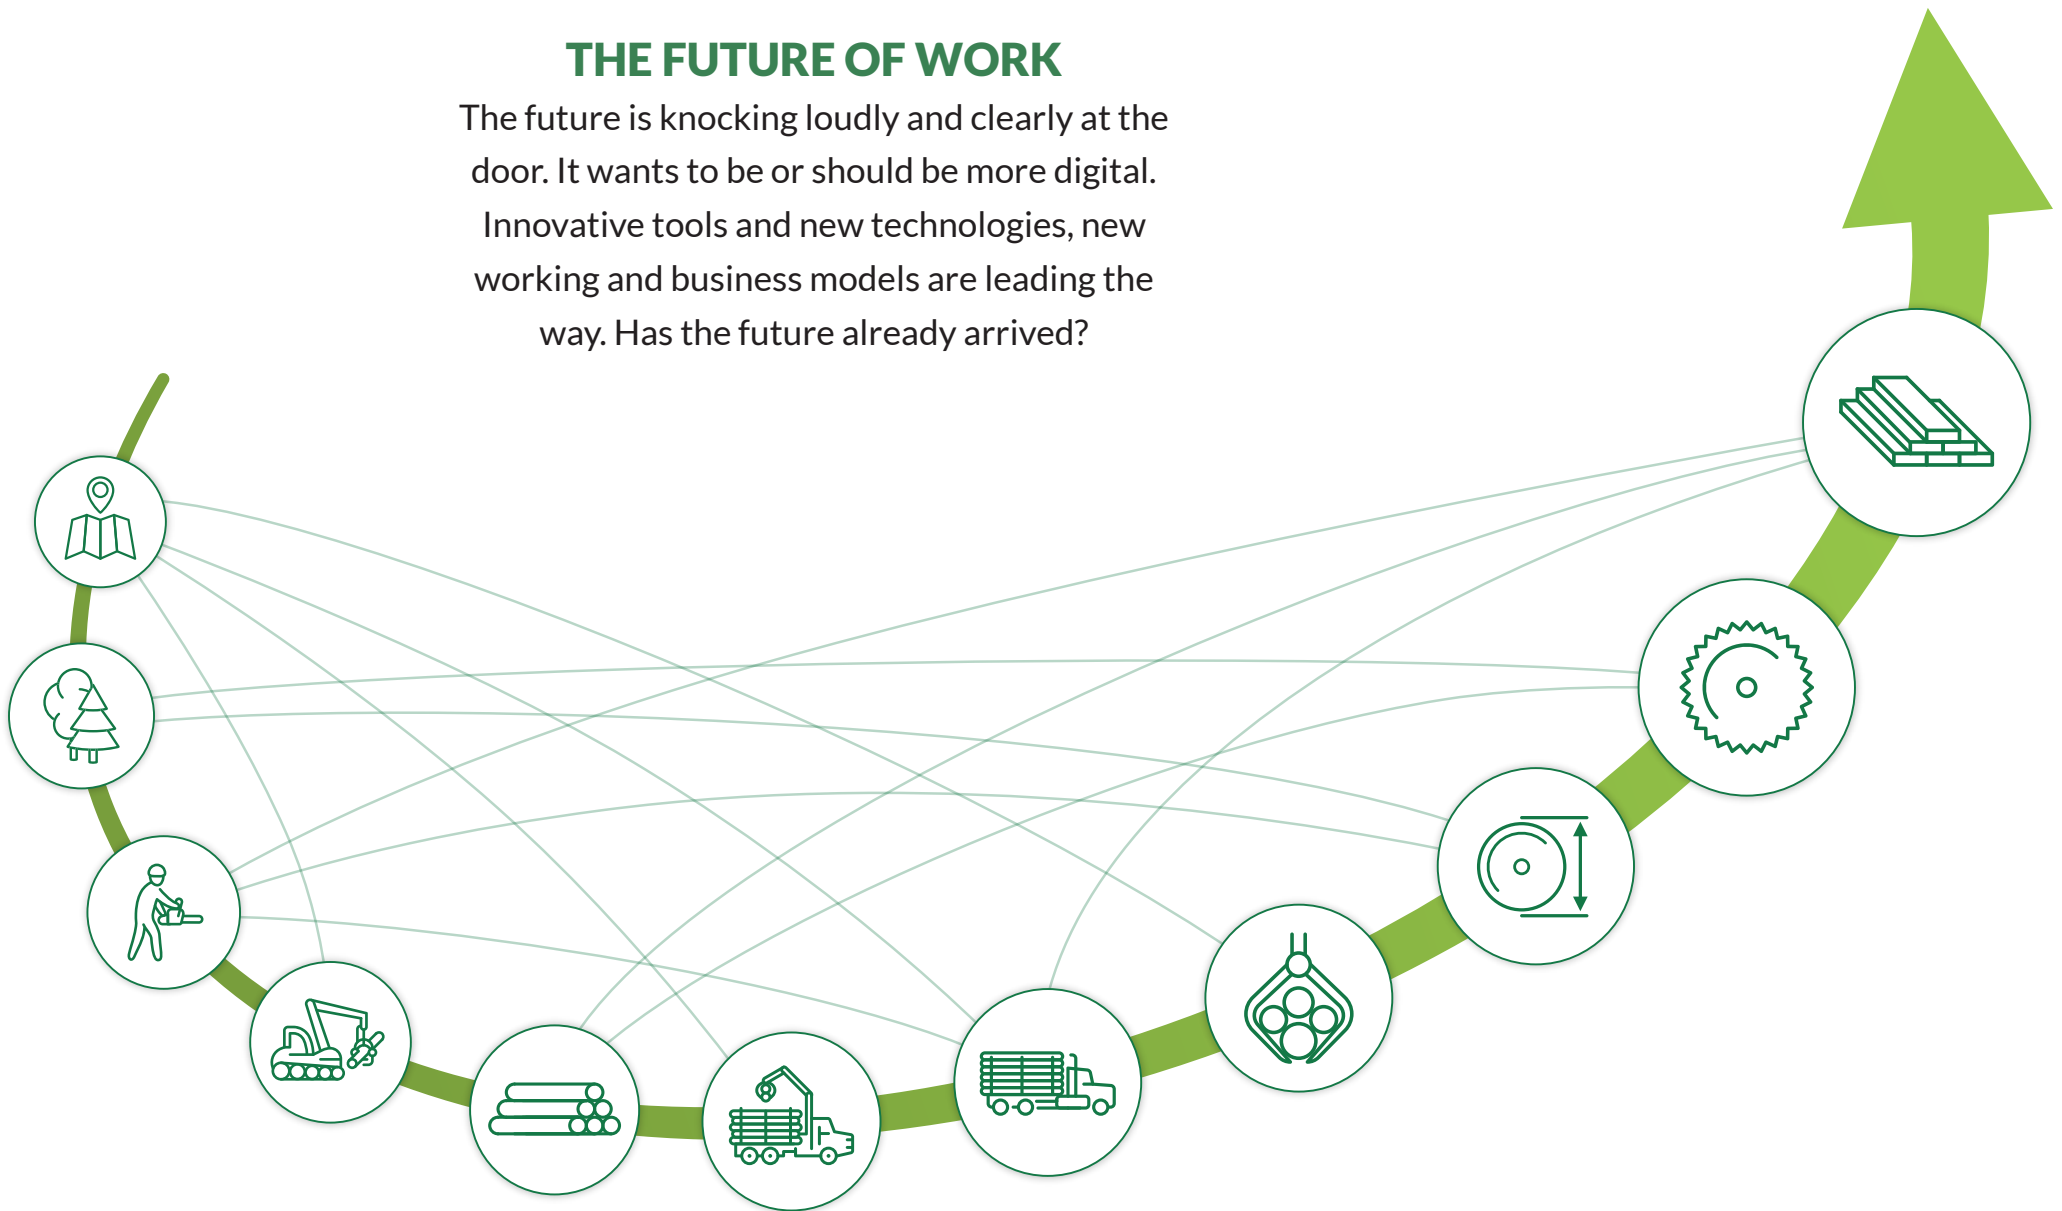 THE FUTURE OF WORK
The future is knocking loudly and clearly at the
door. It wants to be or should be more digital.
Innovative tools and new technologies, new
working and business models are leading the
way. Has the future already arrived?